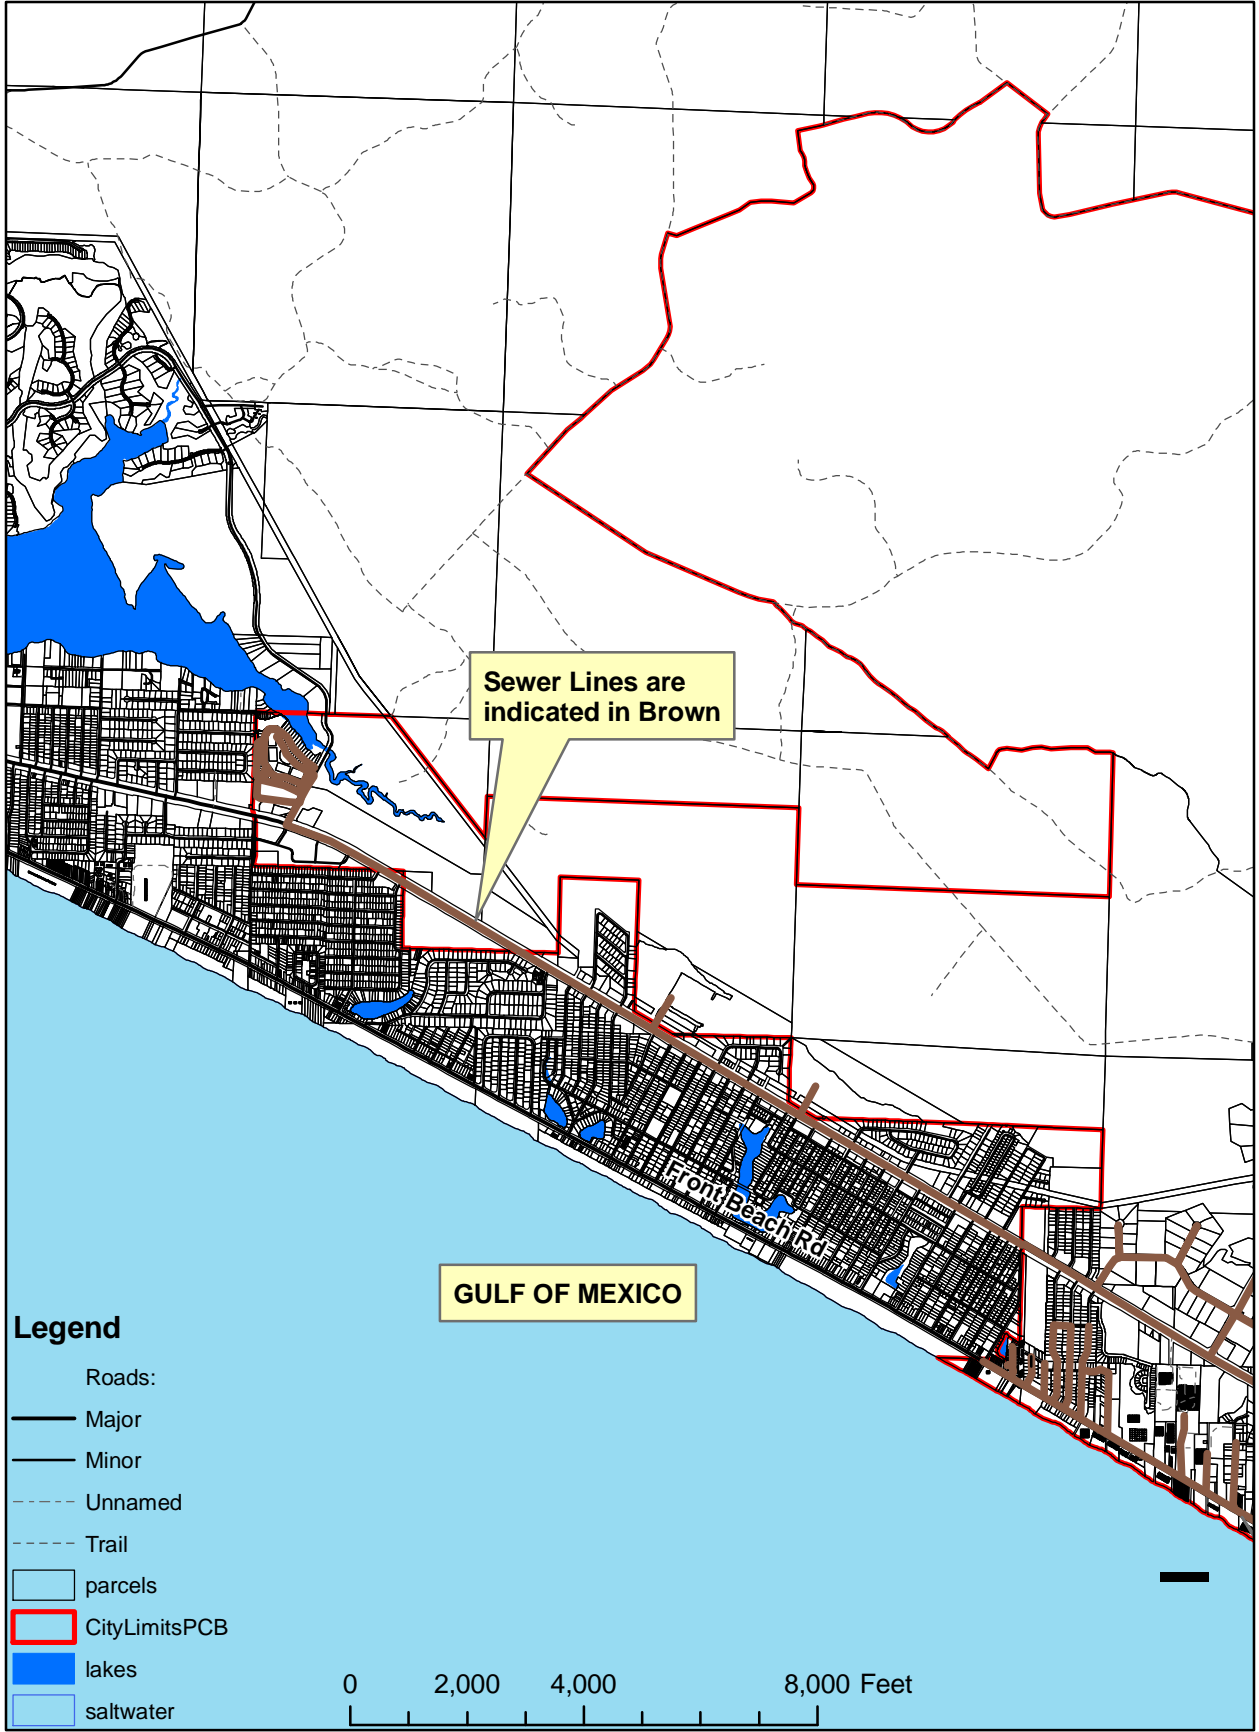 Sewer Lines are
indicated in Brown
Front Beach Rd
GULF OF MEXICO
Legend
Roads:
Major
Minor
Unnamed
Trail
parcels
CityLimitsPCB
lakes
saltwater
0 2,000 4,000 8,000 Feet